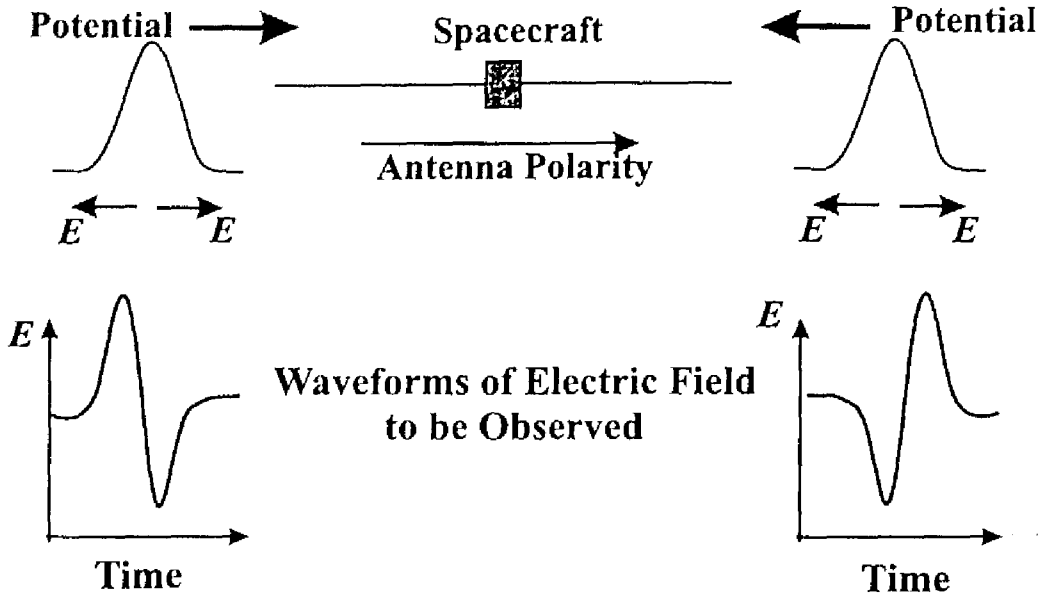 Potential
Spacecraft
Potential
Antenna Polarity
E
E
E
E
E
E
Waveforms of Electric Field
to be Observed
Time
Time